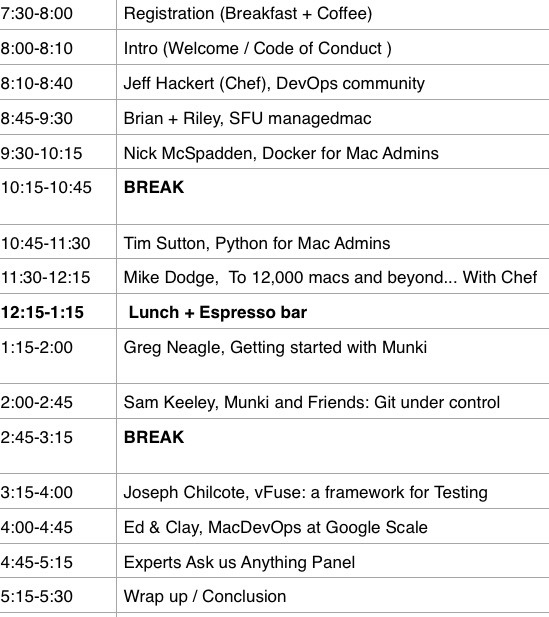 7:30-8:00 Registration (Breakfast + Coffee)
8:00-8:10 Intro (Welcome / Code of Conduct )
8:10-8:40 Jeff Hackert (Chef), DevOps community
8:45-9:30 Brian + Riley, SFU managedmac
9:30-10:15 Nick McSpadden, Docker for Mac Admins
10:15-10:45 BREAK
10:45-11:30 Tim Sutton, Python for Mac Admins
11:30-12:15 Mike Dodge,  To 12,000 macs and beyond... With Chef
12:15-1:15 Lunch + Espresso bar
1:15-2:00 Greg Neagle, Getting started with Munki
2:00-2:45 Sam Keeley, Munki and Friends: Git under control
2:45-3:15 BREAK
3:15-4:00 Joseph Chilcote, vFuse: a framework for Testing
4:00-4:45 Ed & Clay, MacDevOps at Google Scale
4:45-5:15 Experts Ask us Anything Panel
5:15-5:30 Wrap up / Conclusion